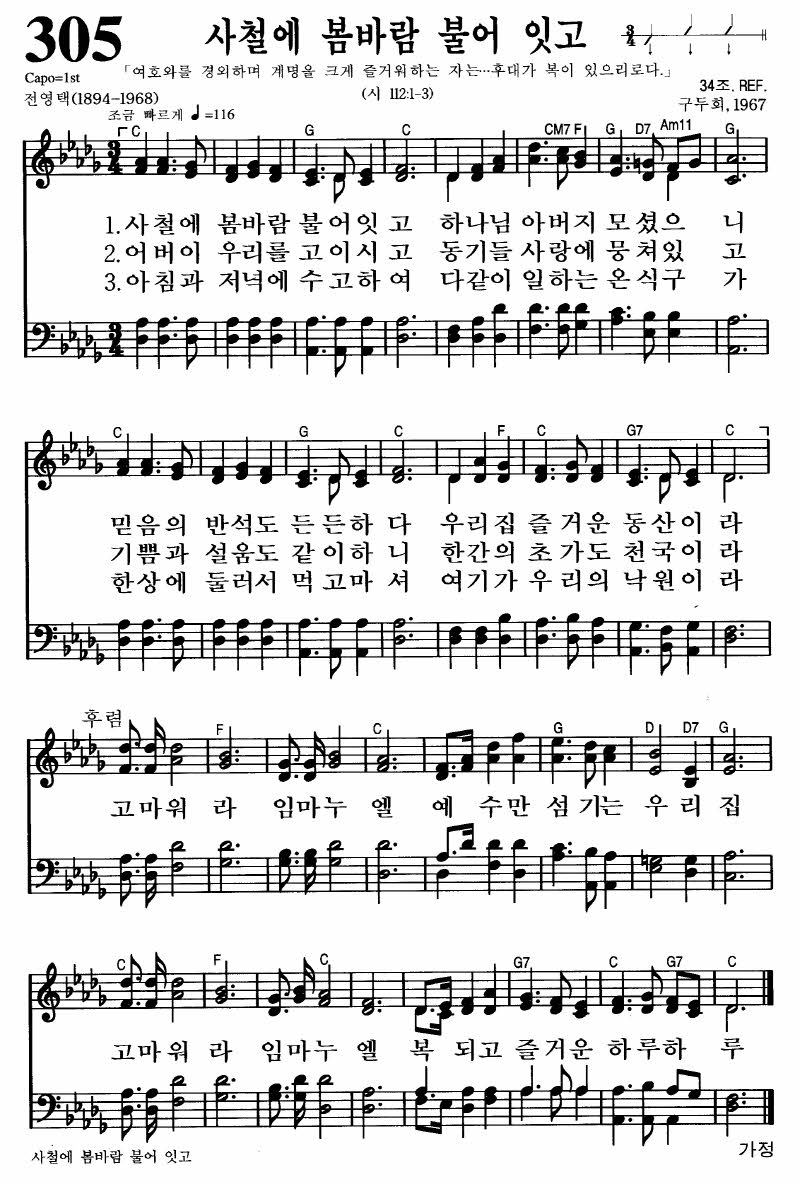 305 사철에 봄바람 불어 잇고 3/4
Capo=1st 「여호와를 경외하며 계명을 크게 즐거워하는 자는…후대가 복이 있으리로다.」
전영택(1894-1968) (시 112:1-3) 34조. REF.
조금 빠르게 ♩=116 구두회, 1967
C G C CM7 F G D7 Am11 G
1.사철에 봄바람 불어잇 고 하나님 아버지 모셨으 니
2.어버이 우리를 고이시 고 동기들 사랑에 뭉쳐있 고
3.아침과 저녁에 수고하 여 다같이 일하는 온식구 가
C G C F C G7 C
믿음의 반석도 든든하 다 우리집 즐거운 동산이 라
기쁨과 설움도 같이하 니 한간의 초가도 천국이 라
한상에 둘러서 먹고마 셔 여기가 우리의 낙원이 라
후렴
F C G D D7 G
고마워 라 임마누 엘 예 수만 섬기는 우리 집
C F C G7 C G7 C
고마워 라 임마누 엘 복 되고 즐거운 하루하 루
사철에 봄바람 불어 잇고 가정